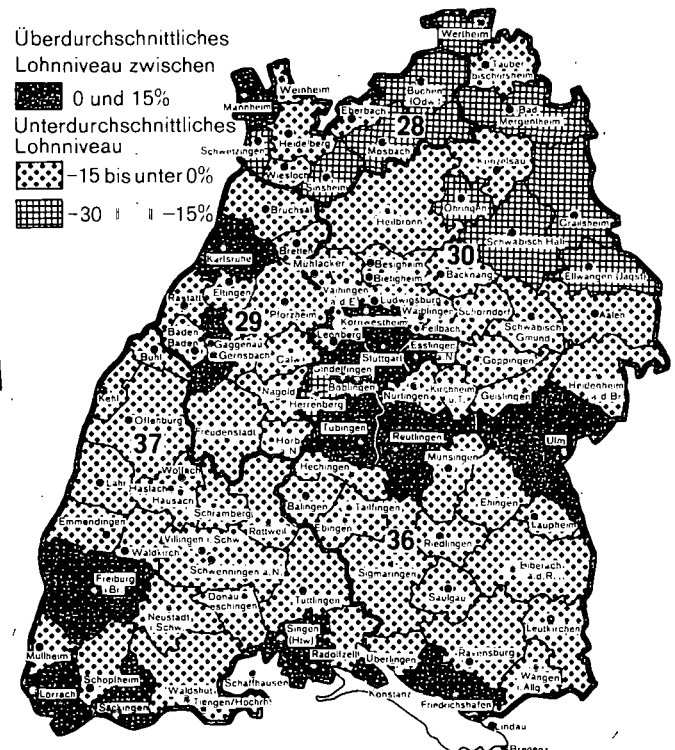 Überdurchschnittliches
Lohnniveau zwischen
0 und 15%
Unterdurchschnittliches
Lohnniveau
-15 bis unter 0%
-30 " " -15%
Wertheim
Tauber
bischofsheim
Weinheim
Mannheim
Buchen
(Odw.)
Bad
Mergentheim
Eberbach
28
Heidelberg
Mosbach
Schwetzingen
Wiesloch
Sinsheim
Künzelsau
Öhringen
Bruchsal
Heilbronn
Crailsheim
Schwäbisch Hall
Karlsruhe
Bretten
Mühlacker
Besigheim
Bietigheim
30
Backnang
Ellwangen (Jagst)
Rastatt
Ettlingen
Vaihingen
a d E
Ludwigsburg
Waiblingen
Schorndorf
Aalen
29
Pforzheim
Kornwestheim
Fellbach
Schwäbisch
Gmünd
Baden
Baden
Gaggenau
Gernsbach
Leonberg
Stuttgart
Esslingen
a.N
Calw
Sindelfingen
Göppingen
Bühl
Böblingen
Kirchheim
u.T.
Heidenheim
a d Br
Nagold
Herrenberg
Nürtingen
Geislingen
Kehl
Offenburg
Freudenstadt
Horb
a N
Tübingen
Reutlingen
Ulm
37
Münsingen
Wolfach
Hechingen
Lahr
Haslach
Hausach
Balingen
Tailfingen
Ehingen
Schramberg
Laupheim
Emmendingen
Rottweil
Ebingen
Waldkirch
Villingen i. Schw.
36
Riedlingen
Schwenningen a.N.
Sigmaringen
Biberach
a.d.R.
Freiburg
i Br.
Donau
eschingen
Tuttlingen
Saulgau
Neustadt
i Schw.
Singen
(Htw)
Leutkirchen
Müllheim
Radolfzell
Überlingen
Ravensburg
Lörrach
Schopfheim
Waldshut
Schaffhausen
Wangen
i.Allg
Säckingen
Tiengen/Hochrh
Konstanz
Friedrichshafen
Lindau
Bregenz